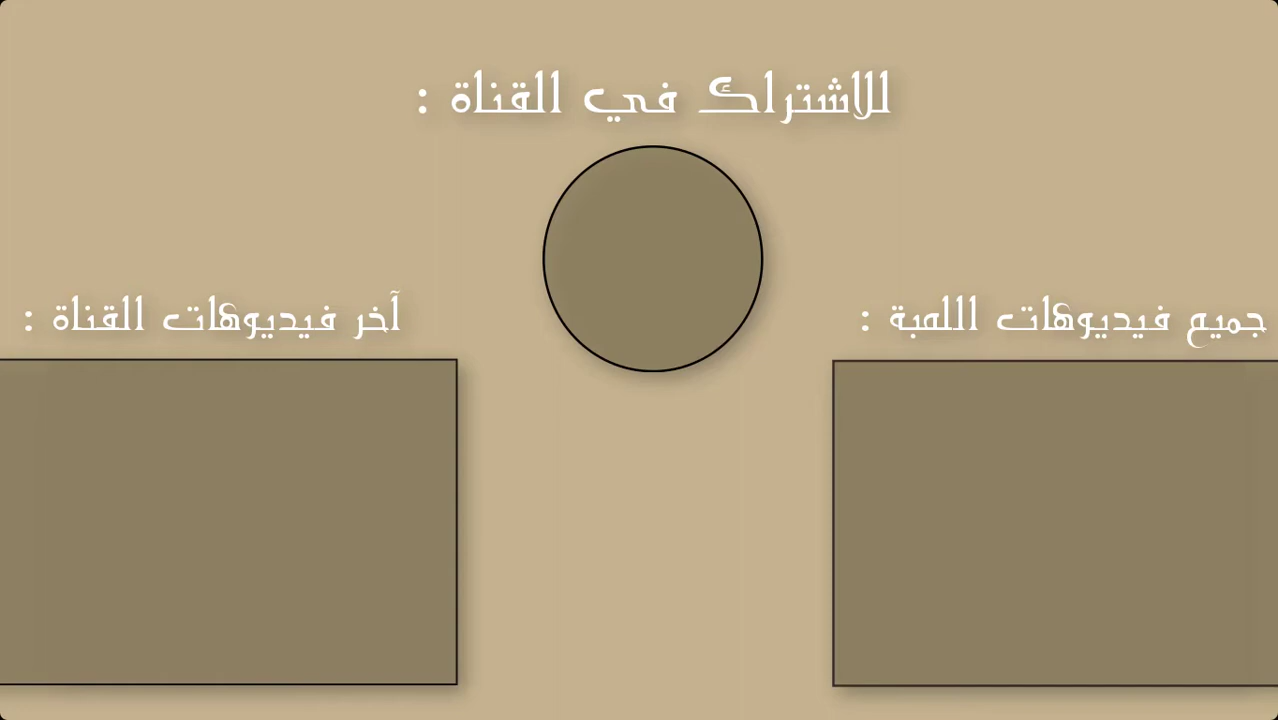 للاشتراك في القناة :
جميع فيديوهات اللعبة :
آخر فيديوهات القناة :